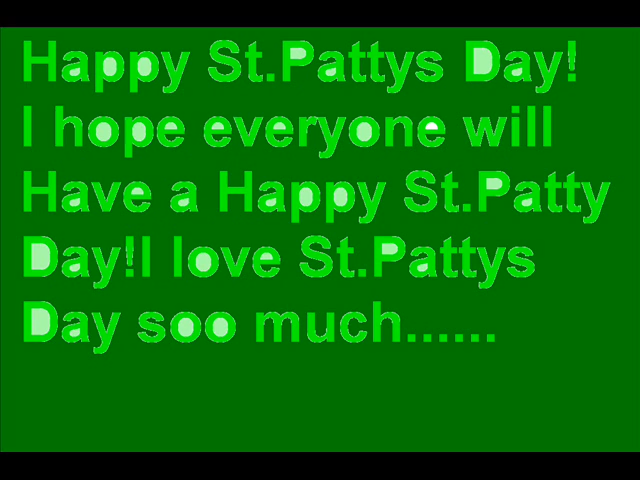 Happy St.Pattys Day!
I hope everyone will
Have a Happy St.Patty
Day!I love St.Pattys
Day soo much......